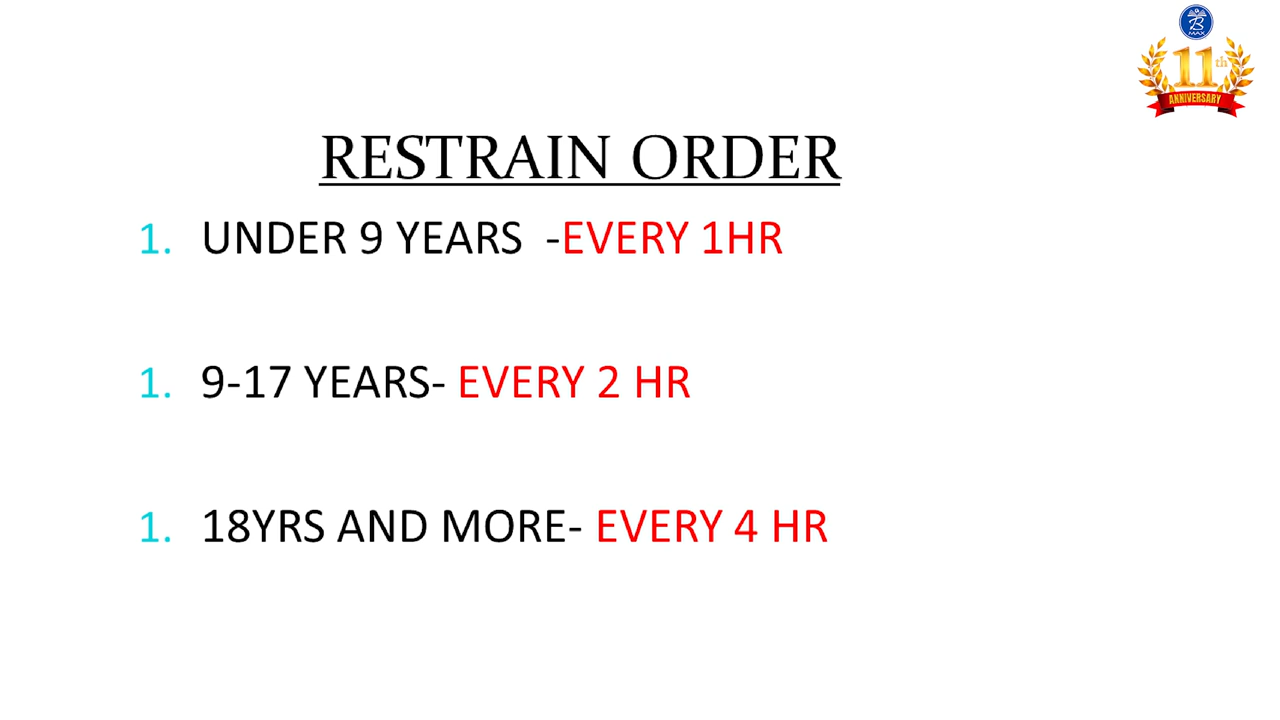 B
MAX
11th
ANNIVERSARY
RESTRAIN ORDER
1. UNDER 9 YEARS -EVERY 1HR
1. 9-17 YEARS- EVERY 2 HR
1. 18YRS AND MORE- EVERY 4 HR